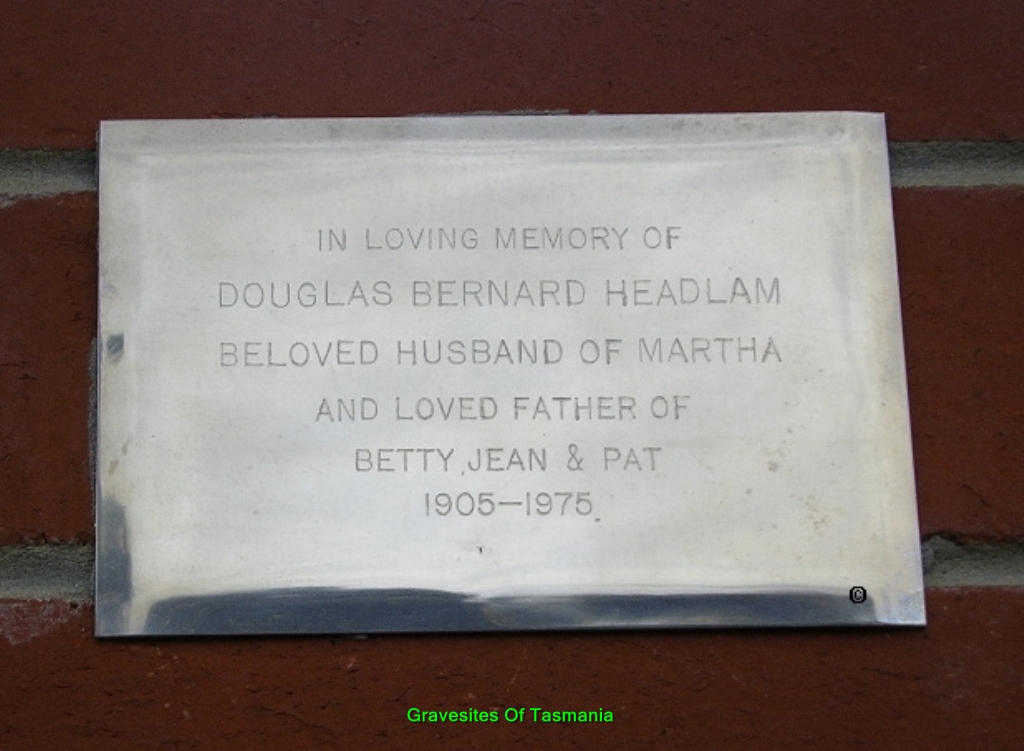 IN LOVING MEMORY OF
DOUGLAS BERNARD HEADLAM
BELOVED HUSBAND OF MARTHA
AND LOVED FATHER OF
BETTY, JEAN & PAT
1905—1975
©
Gravesites Of Tasmania